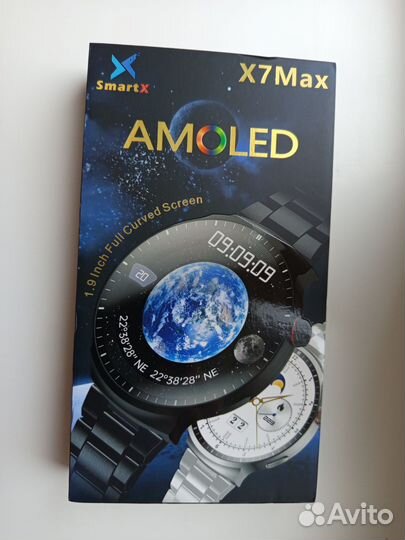 SmartX
X7Max
AMOLED
1.9 Inch Full Curved Screen
09:09:09
20
22°38'28" NE 22°38'28" NE
22
Avito